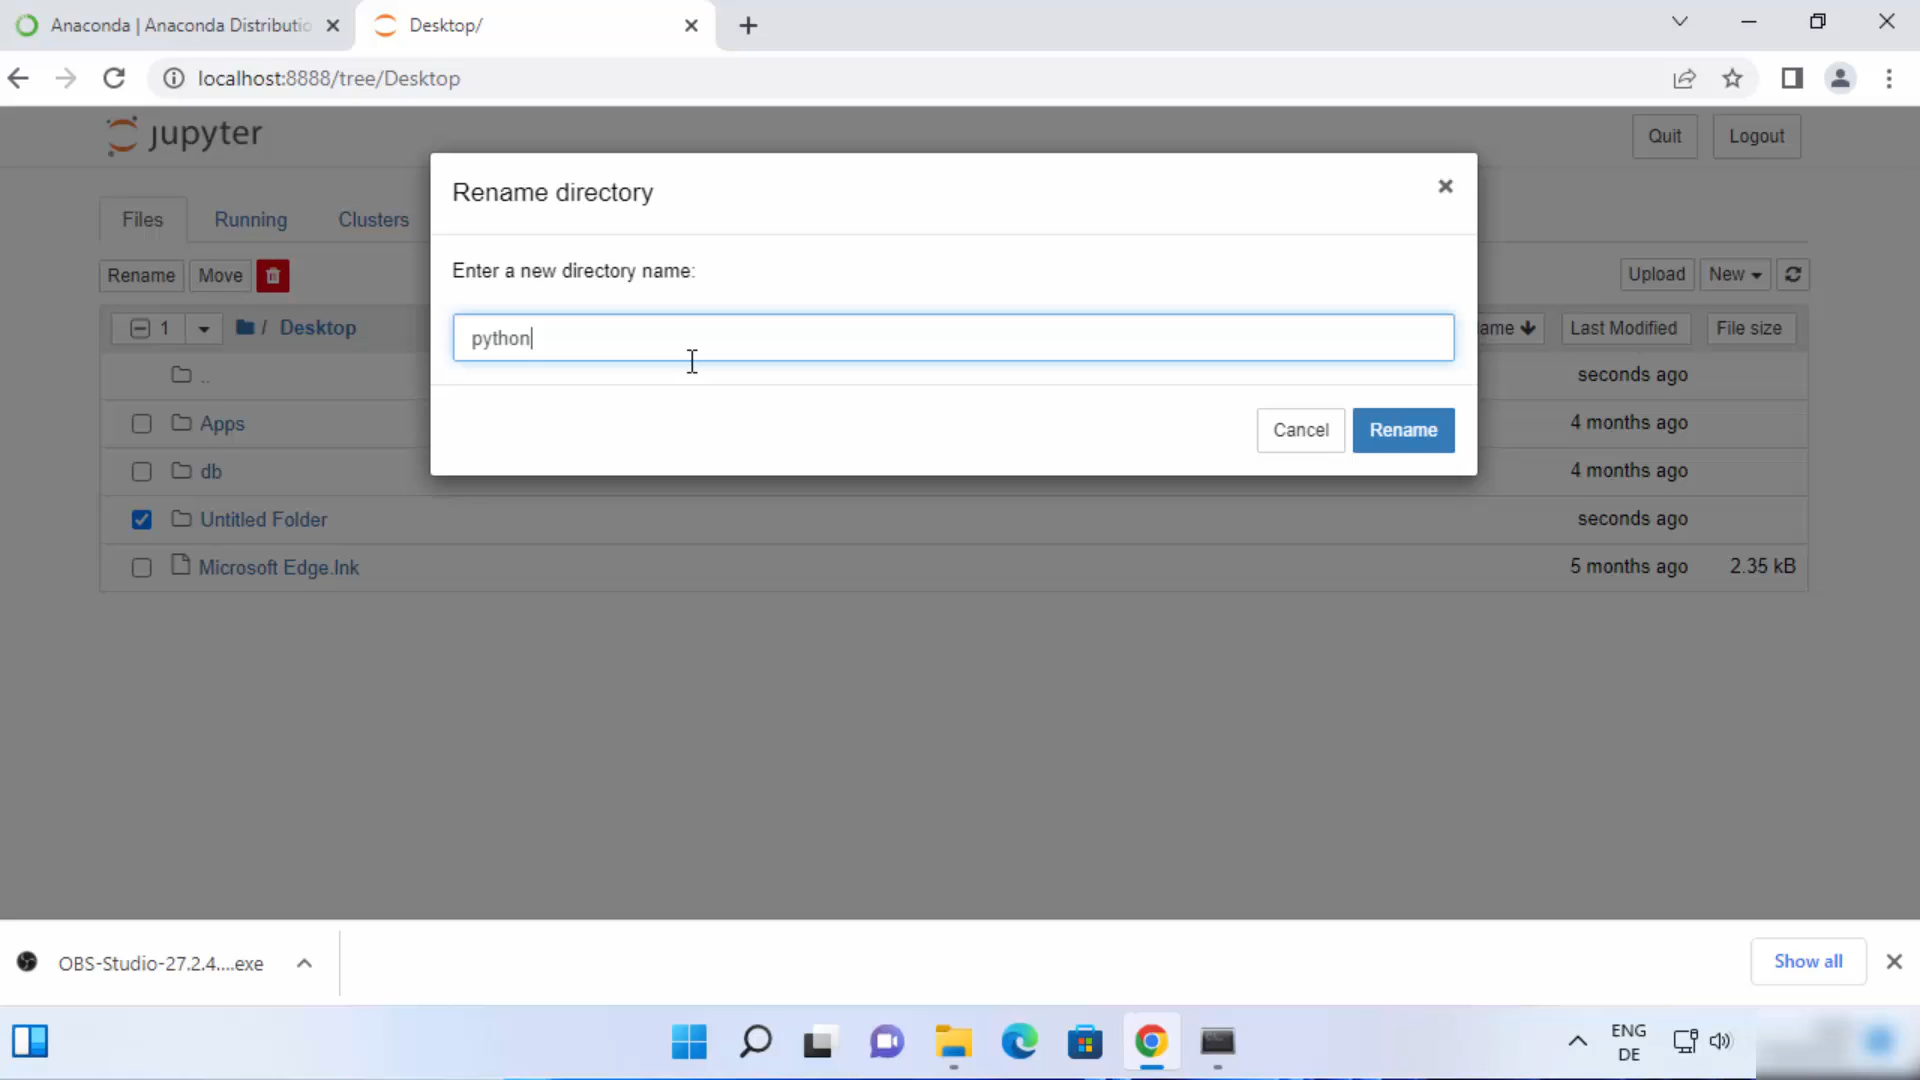 Anaconda | Anaconda Distributio
Desktop/
localhost:8888/tree/Desktop
jupyter
Quit
Logout
Rename directory
Files
Running
Clusters
Enter a new directory name:
Rename
Move
Upload
New
python
1
/ Desktop
ame
Last Modified
File size
..
seconds ago
Apps
4 months ago
Cancel
Rename
db
4 months ago
Untitled Folder
seconds ago
Microsoft Edge.lnk
5 months ago
2.35 kB
OBS-Studio-27.2.4....exe
Show all
ENG
DE